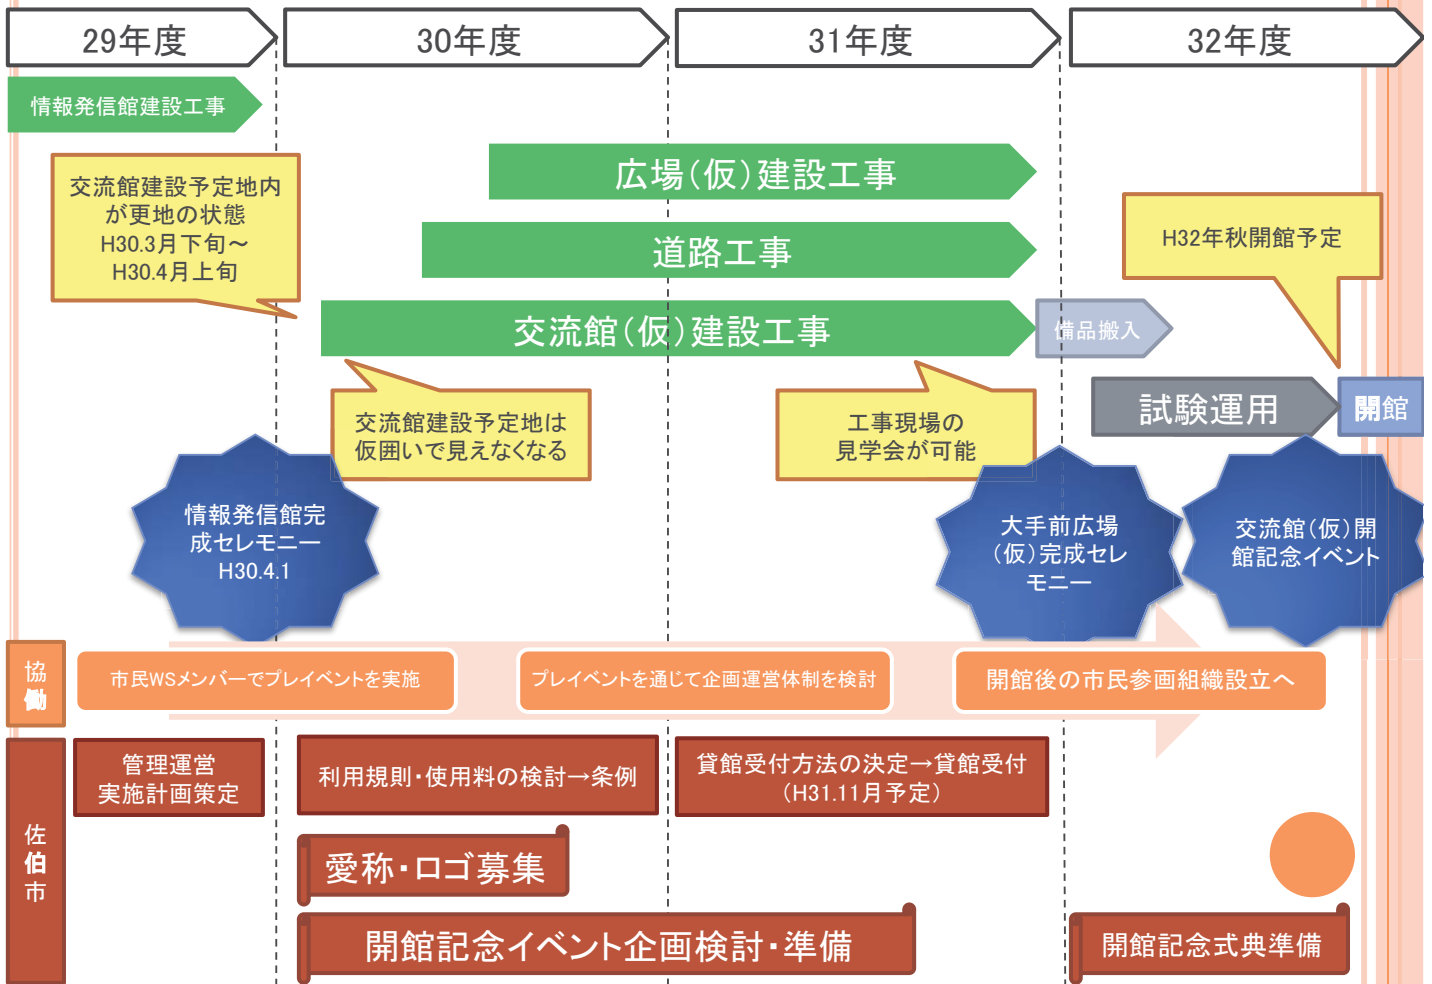 29年度
30年度
31年度
32年度
情報発信館建設工事
広場(仮)建設工事
交流館建設予定地内
が更地の状態
H30.3月下旬～
H30.4月上旬
H32年秋開館予定
道路工事
交流館(仮)建設工事
備品搬入
試験運用
開館
交流館建設予定地は
仮囲いで見えなくなる
工事現場の
見学会が可能
情報発信館完
成セレモニー
H30.4.1
大手前広場
(仮)完成セレ
モニー
交流館(仮)開
館記念イベント
協
働
市民WSメンバーでプレイベントを実施
プレイベントを通じて企画運営体制を検討
開館後の市民参画組織設立へ
佐
伯
市
管理運営
実施計画策定
利用規則・使用料の検討→条例
貸館受付方法の決定→貸館受付
(H31.11月予定)
愛称・ロゴ募集
開館記念イベント企画検討・準備
開館記念式典準備